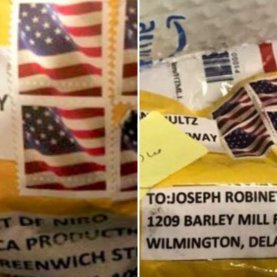 Y
T DE NIRO
CA PRODUCTI
REENWICH ST
ULTZ
WAY
TO:JOSEPH ROBINET
1209 BARLEY MILL R
WILMINGTON, DELA